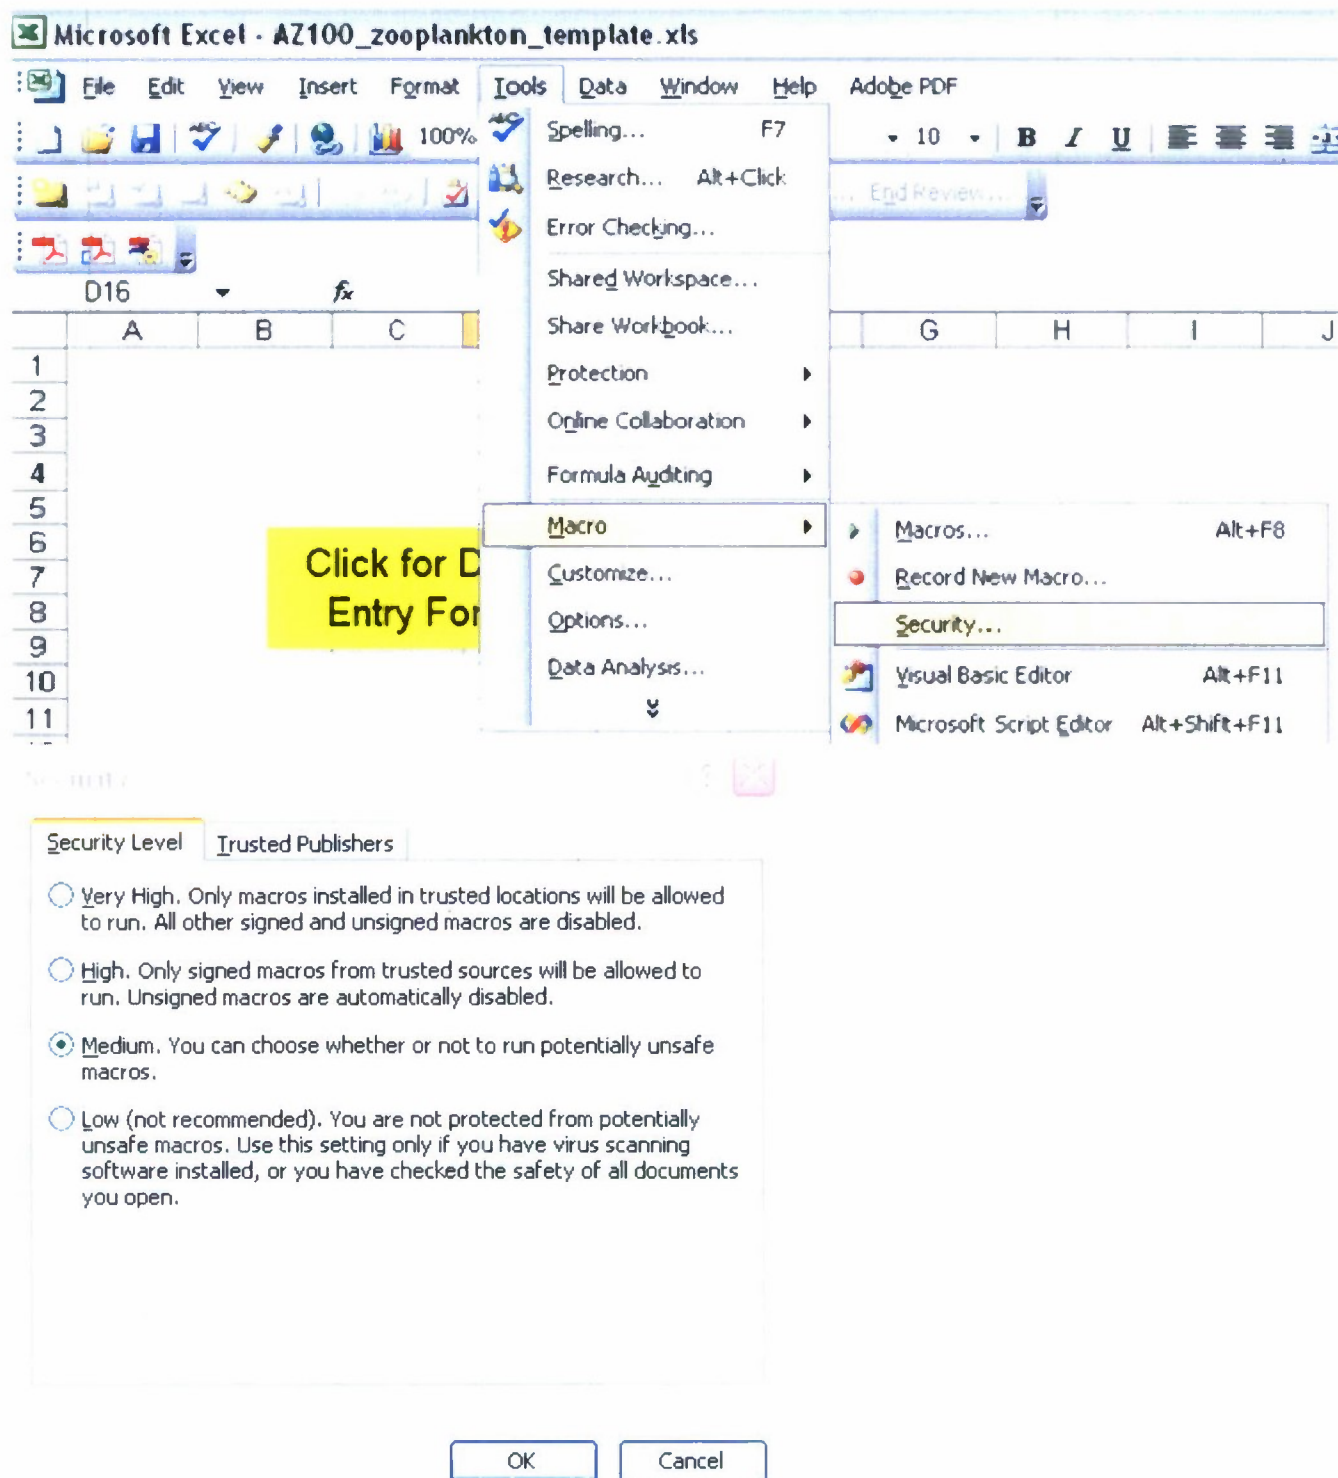 Microsoft Excel - AZ100_zooplankton_template.xls
File Edit View Insert Format Tools Data Window Help Adobe PDF
100% 10 B I U
End Review...
D16 fx
A B C G H I J
1
2
3
4
5
6
7
8
9
10
11
Click for D
Entry For
Spelling... F7
Research... Alt+Click
Error Checking...
Shared Workspace...
Share Workbook...
Protection
Online Collaboration
Formula Auditing
Macro
Customize...
Options...
Data Analysis...
Macros... Alt+F8
Record New Macro...
Security...
Visual Basic Editor Alt+F11
Microsoft Script Editor Alt+Shift+F11
Security
Security Level Trusted Publishers
Very High. Only macros installed in trusted locations will be allowed
to run. All other signed and unsigned macros are disabled.
High. Only signed macros from trusted sources will be allowed to
run. Unsigned macros are automatically disabled.
Medium. You can choose whether or not to run potentially unsafe
macros.
Low (not recommended). You are not protected from potentially
unsafe macros. Use this setting only if you have virus scanning
software installed, or you have checked the safety of all documents
you open.
OK Cancel